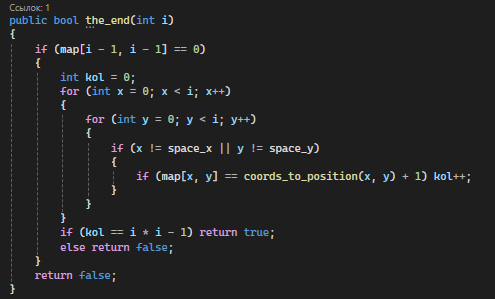 Ссылок: 1
public bool the_end(int i)
{
    if (map[i - 1, i - 1] == 0)
    {
        int kol = 0;
        for (int x = 0; x < i; x++)
        {
            for (int y = 0; y < i; y++)
            {
                if (x != space_x || y != space_y)
                {
                    if (map[x, y] == coords_to_position(x, y) + 1) kol++;
                }
            }
        }
        if (kol == i * i - 1) return true;
        else return false;
    }
    return false;
}